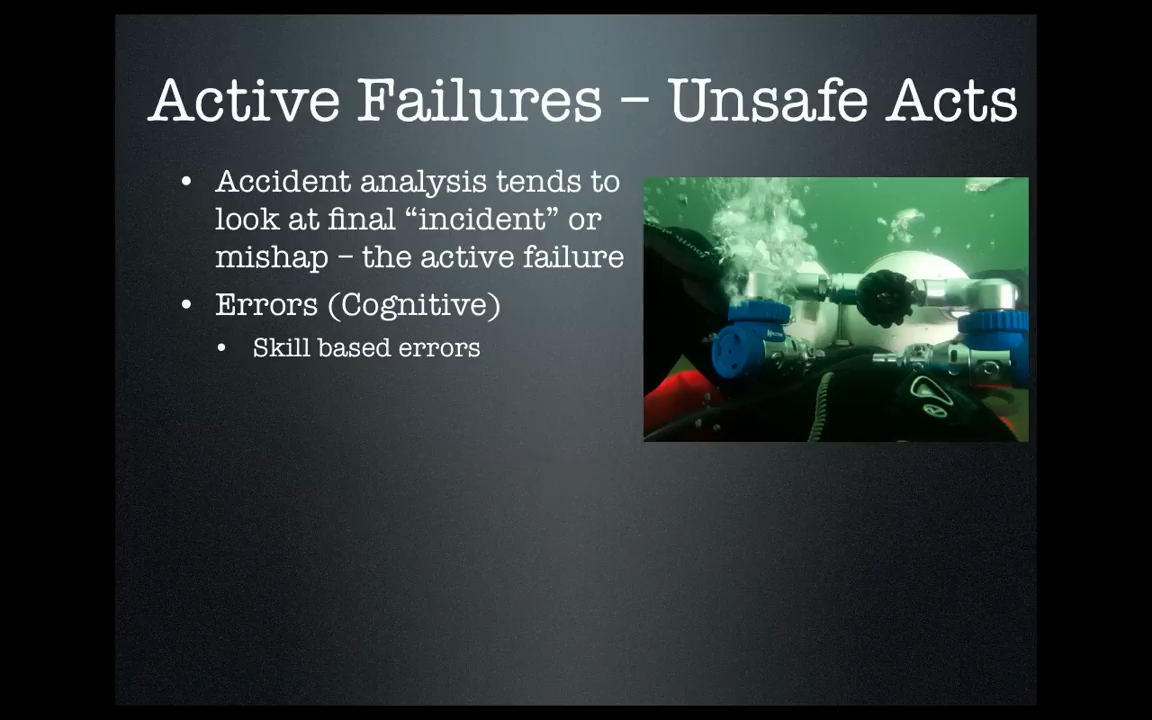 Active Failures – Unsafe Acts
• Accident analysis tends to
look at final “incident” or
mishap – the active failure
• Errors (Cognitive)
• Skill based errors